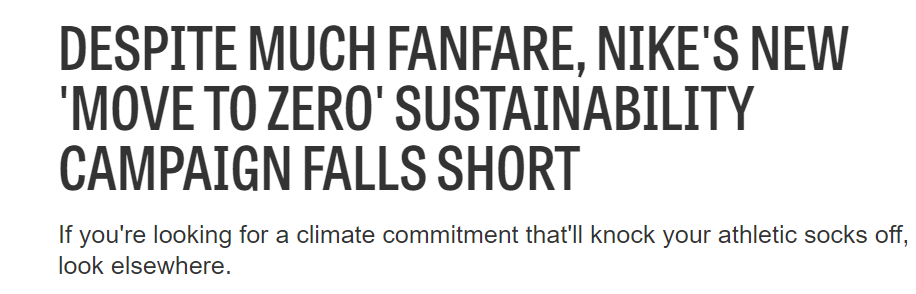 DESPITE MUCH FANFARE, NIKE'S NEW
'MOVE TO ZERO' SUSTAINABILITY
CAMPAIGN FALLS SHORT
If you're looking for a climate commitment that'll knock your athletic socks off,
look elsewhere.